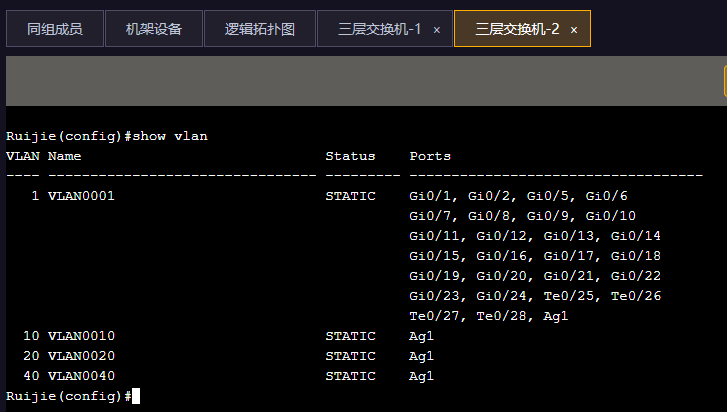 同组成员 机架设备 逻辑拓扑图 三层交换机-1 × 三层交换机-2 ×
Ruijie(config)#show vlan
VLAN Name                             Status    Ports
---- -------------------------------- --------- -----------------------------------
   1 VLAN0001                         STATIC    Gi0/1, Gi0/2, Gi0/5, Gi0/6
                                                Gi0/7, Gi0/8, Gi0/9, Gi0/10
                                                Gi0/11, Gi0/12, Gi0/13, Gi0/14
                                                Gi0/15, Gi0/16, Gi0/17, Gi0/18
                                                Gi0/19, Gi0/20, Gi0/21, Gi0/22
                                                Gi0/23, Gi0/24, Te0/25, Te0/26
                                                Te0/27, Te0/28, Ag1
  10 VLAN0010                         STATIC    Ag1
  20 VLAN0020                         STATIC    Ag1
  40 VLAN0040                         STATIC    Ag1
Ruijie(config)#